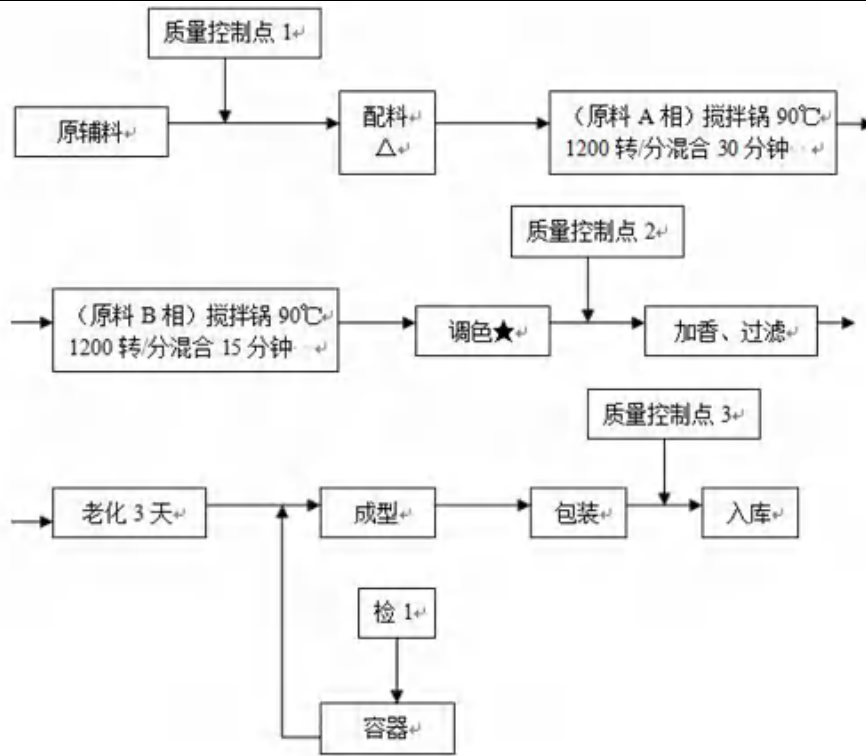 质量控制点 1
原辅料
配料
△
（原料 A 相）搅拌锅 90℃
1200 转/分混合 30 分钟
质量控制点 2
（原料 B 相）搅拌锅 90℃
1200 转/分混合 15 分钟
调色★
加香、过滤
质量控制点 3
老化 3 天
成型
包装
入库
检 1
容器